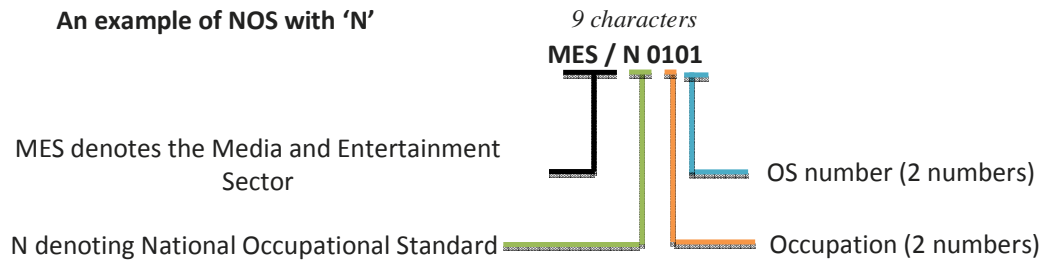 An example of NOS with ‘N’
9 characters
MES / N 0101
MES denotes the Media and Entertainment
Sector
OS number (2 numbers)
N denoting National Occupational Standard
Occupation (2 numbers)